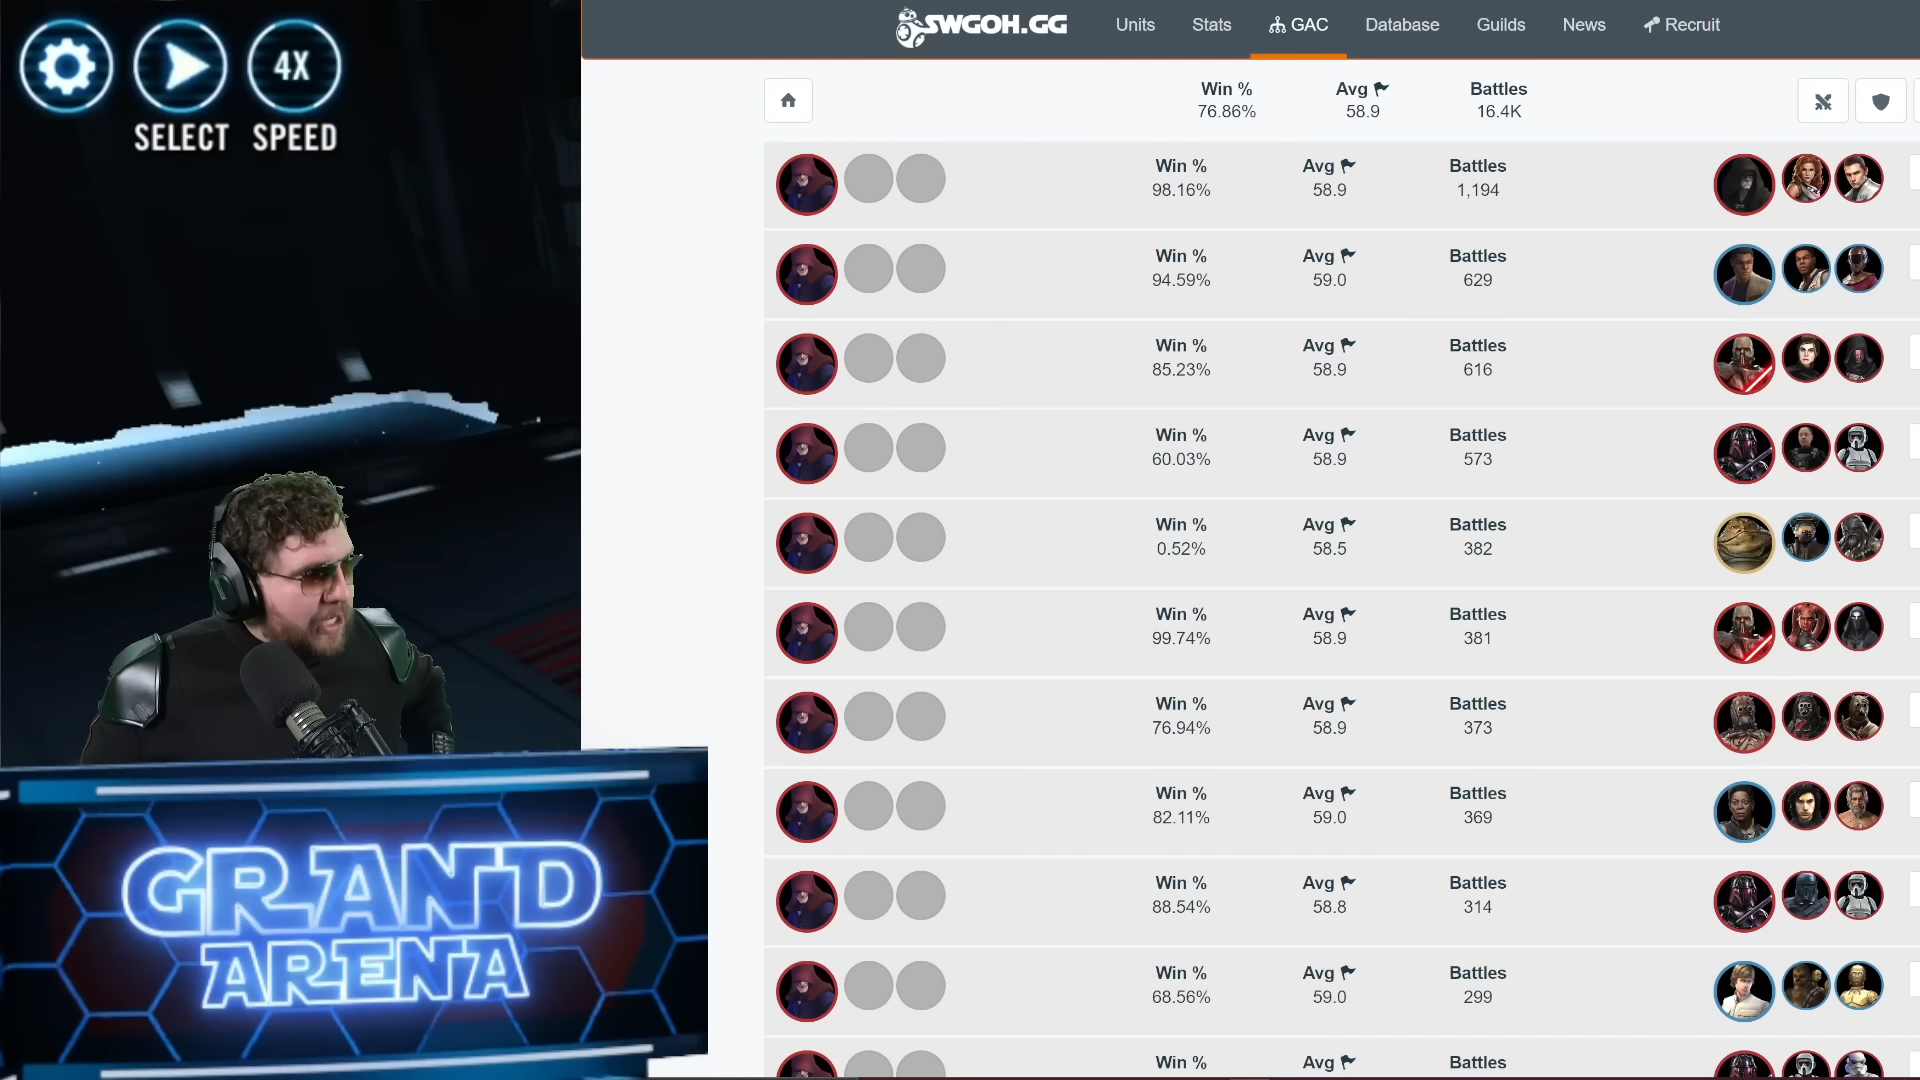 SELECT
4X
SPEED
GRAND
ARENA
SWGOH.GG
Units
Stats
GAC
Database
Guilds
News
Recruit
Win % Avg Battles
76.86% 58.9 16.4K
Win % Avg Battles
98.16% 58.9 1,194
Win % Avg Battles
94.59% 59.0 629
Win % Avg Battles
85.23% 58.9 616
Win % Avg Battles
60.03% 58.9 573
Win % Avg Battles
0.52% 58.5 382
Win % Avg Battles
99.74% 58.9 381
Win % Avg Battles
76.94% 58.9 373
Win % Avg Battles
82.11% 59.0 369
Win % Avg Battles
88.54% 58.8 314
Win % Avg Battles
68.56% 59.0 299
Win % Avg Battles